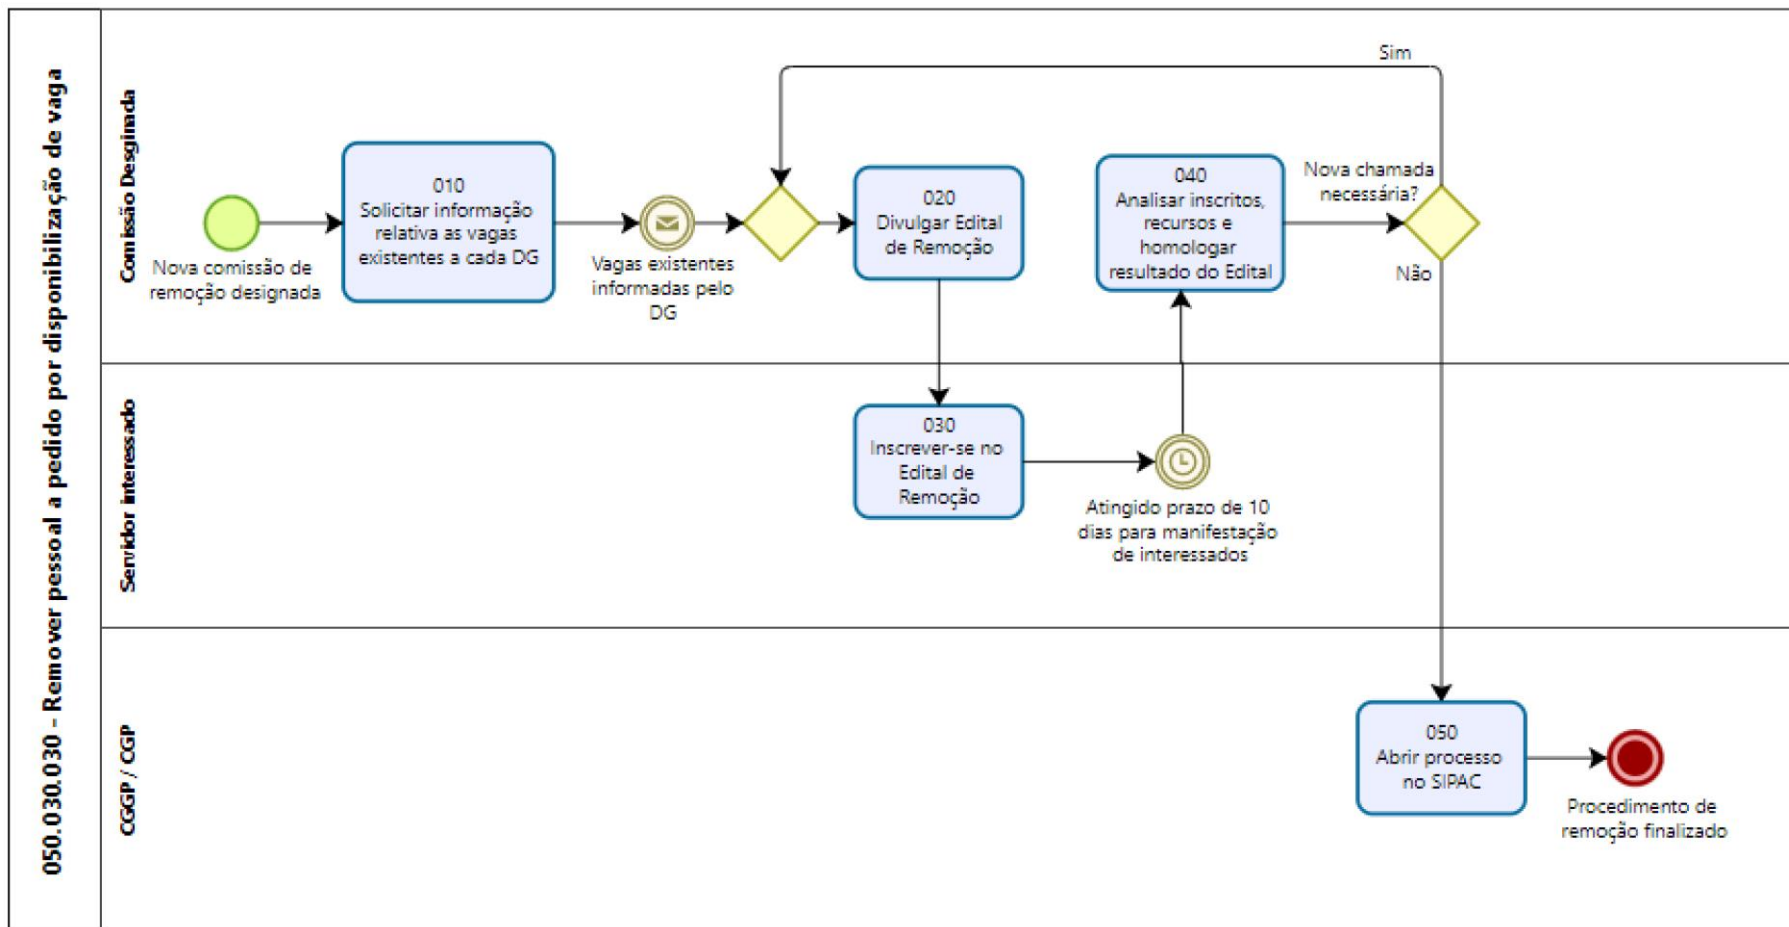 050.030.030 - Remover pessoal a pedido por disponibilização de vaga
Comissão Desginada
Nova comissão de
remoção designada
010
Solicitar informação
relativa as vagas
existentes a cada DG
Vagas existentes
informadas pelo
DG
020
Divulgar Edital
de Remoção
040
Analisar inscritos,
recursos e
homologar
resultado do Edital
Nova chamada
necessária?
Sim
Não
Servidor interessado
030
Inscrever-se no
Edital de
Remoção
Atingido prazo de 10
dias para manifestação
de interessados
CGGP / CGP
050
Abrir processo
no SIPAC
Procedimento de
remoção finalizado